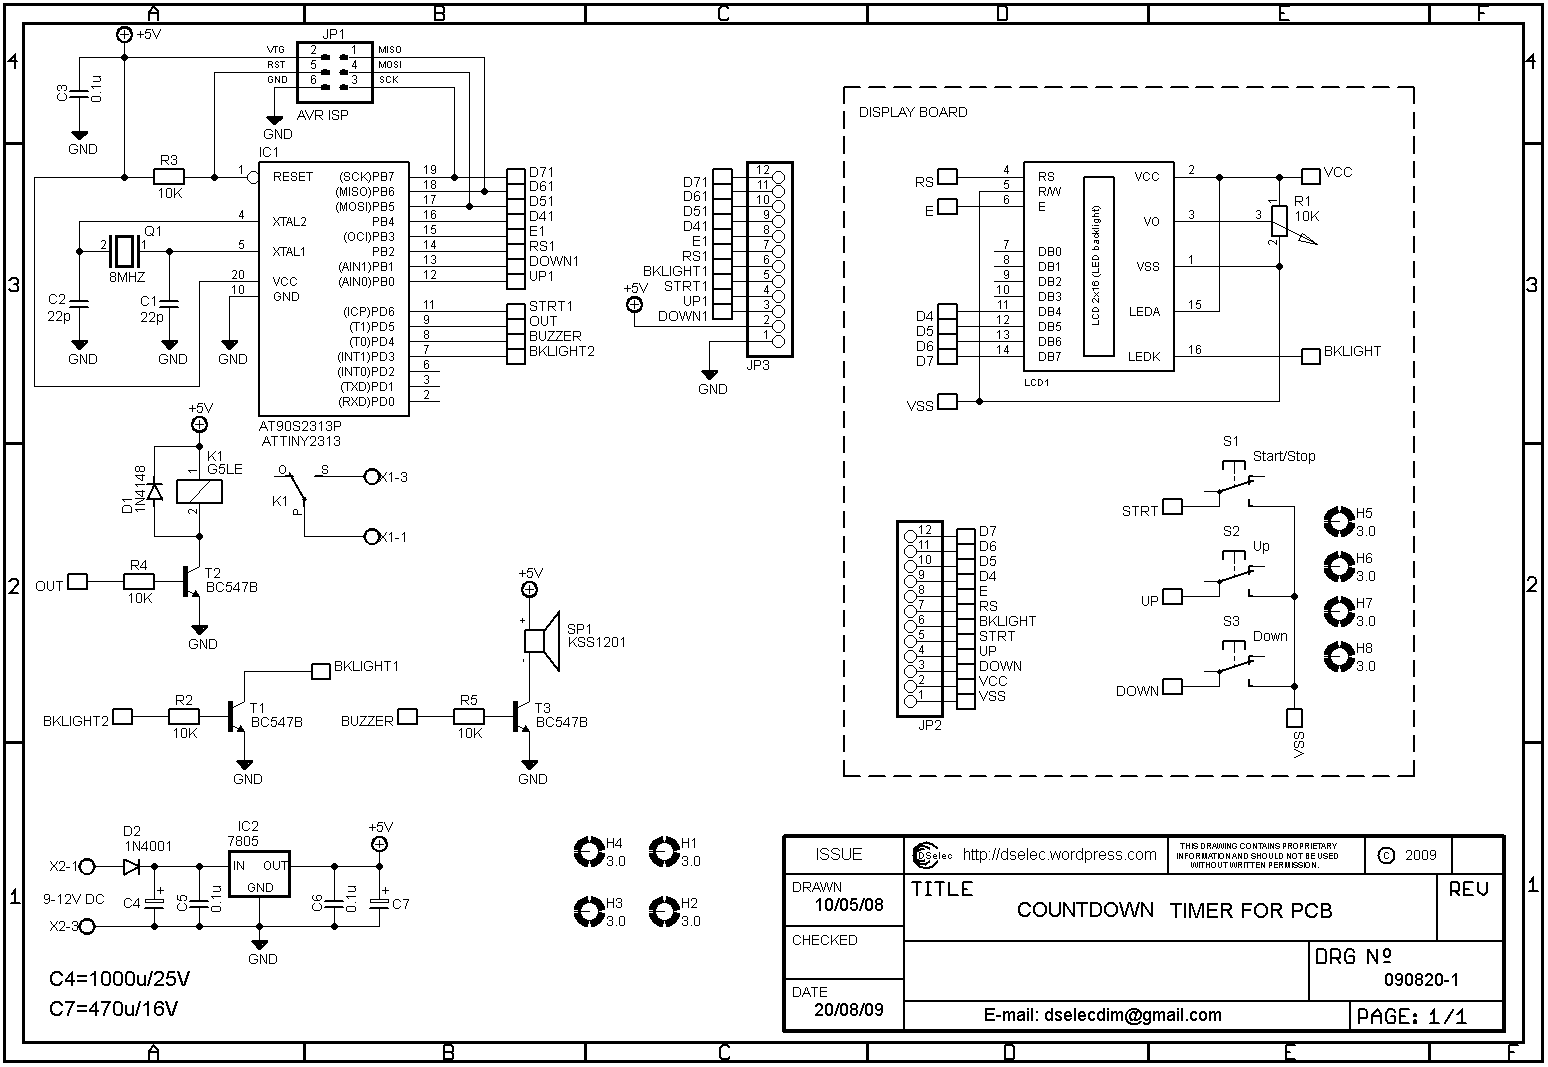 A B C D E F
4 4
+5V
JP1
VTG 2 1 MISO
RST 5 4 MOSI
GND 6 3 SCK
AVR ISP
GND
C3
0.1u
GND
IC1
R3
10K
1 RESET
4 XTAL2
5 XTAL1
20 VCC
10 GND
(SCK)PB7 19 D71
(MISO)PB6 18 D61
(MOSI)PB5 17 D51
PB4 16 D41
(OCI)PB3 15 E1
PB2 14 RS1
(AIN1)PB1 13 DOWN1
(AIN0)PB0 12 UP1
(ICP)PD6 11 STRT1
(T1)PD5 9 OUT
(T0)PD4 8 BUZZER
(INT1)PD3 7 BKLIGHT2
(INT0)PD2 6
(TXD)PD1 3
(RXD)PD0 2
AT90S2313P
ATTINY2313
Q1
2 1
8MHZ
C2
22p
C1
22p
GND GND GND
3 3
D71 12
D61 11
D51 10
D41 9
E1 8
RS1 7
BKLIGHT1 6
STRT1 5
UP1 4
DOWN1 3
+5V 2
1
JP3
GND
DISPLAY BOARD
RS 4 RS
5 R/W
E 6 E
7 DB0
8 DB1
9 DB2
10 DB3
D4 11 DB4
D5 12 DB5
D6 13 DB6
D7 14 DB7
LCD 2x16 (LED backlight)
LCD1
VCC 2 VCC
VO 3 3
VSS 1
LEDA 15
LEDK 16 BKLIGHT
1
R1
10K
2
VSS
+5V
K1
G5LE
1
2
D1
1N4148
OUT
R4
10K
T2
BC547B
GND
O S X1-3
K1
P
X1-1
S1
Start/Stop
STRT
S2
Up
UP
S3
Down
DOWN
VSS
H5
3.0
H6
3.0
H7
3.0
H8
3.0
12 D7
11 D6
10 D5
9 D4
8 E
7 RS
6 BKLIGHT
5 STRT
4 UP
3 DOWN
2 VCC
1 VSS
JP2
2 2
+5V
+
-
SP1
KSS1201
BKLIGHT1
BKLIGHT2
R2
10K
T1
BC547B
GND
BUZZER
R5
10K
T3
BC547B
GND
1 1
X2-1
D2
1N4001
IC2
7805
IN OUT
GND
+5V
9-12V DC
X2-3
C4
+
C5
0.1u
C6
0.1u
+
C7
GND
C4=1000u/25V
C7=470u/16V
H4
3.0
H1
3.0
H3
3.0
H2
3.0
ISSUE
DSelec http://dselec.wordpress.com
THIS DRAWING CONTAINS PROPRIETARY
INFORMATION AND SHOULD NOT BE USED
WITHOUT WRITTEN PERMISSION.
© 2009
DRAWN
10/05/08
TITLE
COUNTDOWN TIMER FOR PCB
REV
CHECKED
DRG Nº
090820-1
DATE
20/08/09
E-mail: dselecdim@gmail.com
PAGE: 1/1
A B C D E F